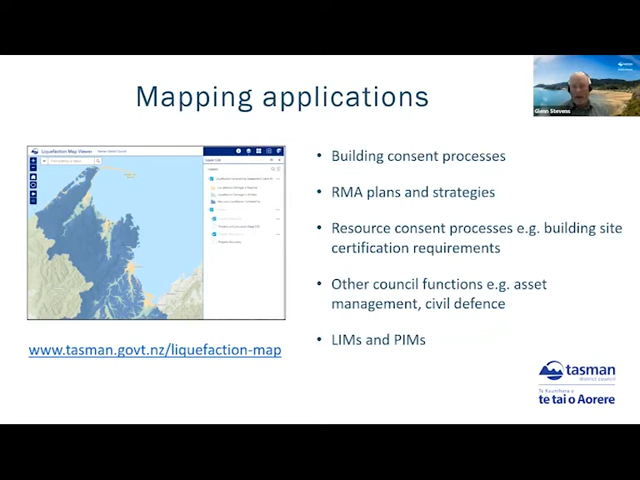 Mapping applications
Glenn Stevens
Liquefaction Map Viewer
• Building consent processes
• RMA plans and strategies
• Resource consent processes e.g. building site
certification requirements
• Other council functions e.g. asset
management, civil defence
• LIMs and PIMs
www.tasman.govt.nz/liquefaction-map
tasman
district council
te tai o Aorere